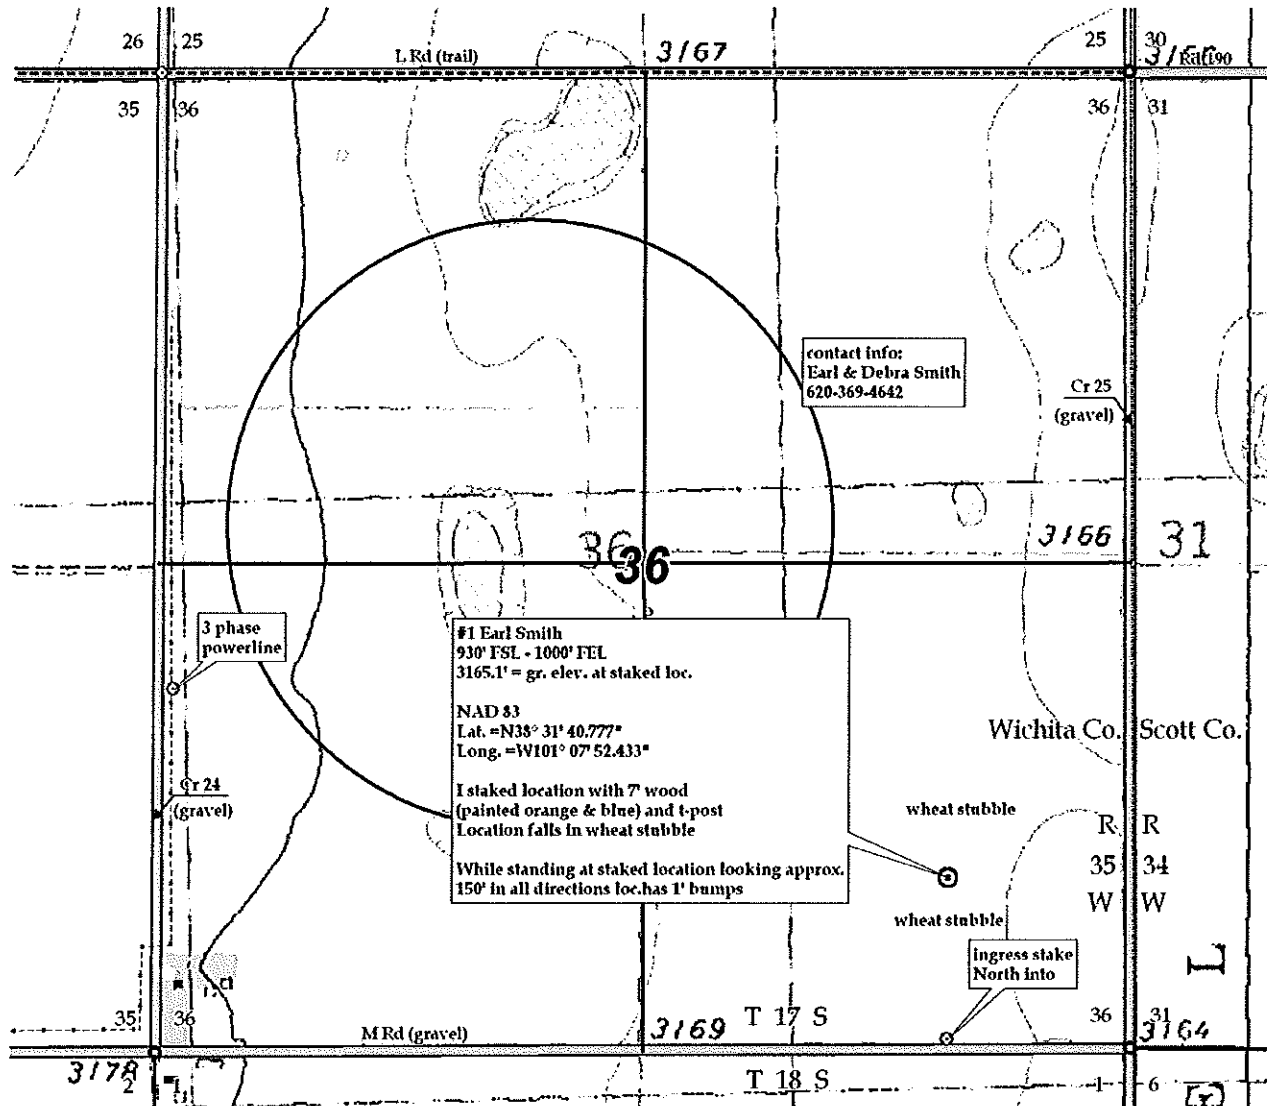 26 25
L Rd (trail)
3167
25 30
35 36
36 31
contact info:
Earl & Debra Smith
620-369-4642
Cr 25
(gravel)
36
36
3166
31
3 phase
powerline
#1 Earl Smith
930' FSL - 1000' FEL
3165.1' = gr. elev. at staked loc.
NAD 83
Lat. =N38° 31' 40.777"
Long. =W101° 07' 52.433"
I staked location with 7' wood
(painted orange & blue) and t-post
Location falls in wheat stubble
While standing at staked location looking approx.
150' in all directions loc.has 1' bumps
Wichita Co. Scott Co.
Cr 24
(gravel)
wheat stubble
R R
35 34
W W
wheat stubble
ingress stake
North into
L
35 36
M Rd (gravel)
3169
T 17 S
36 31
3164
2
T 18 S
1 6